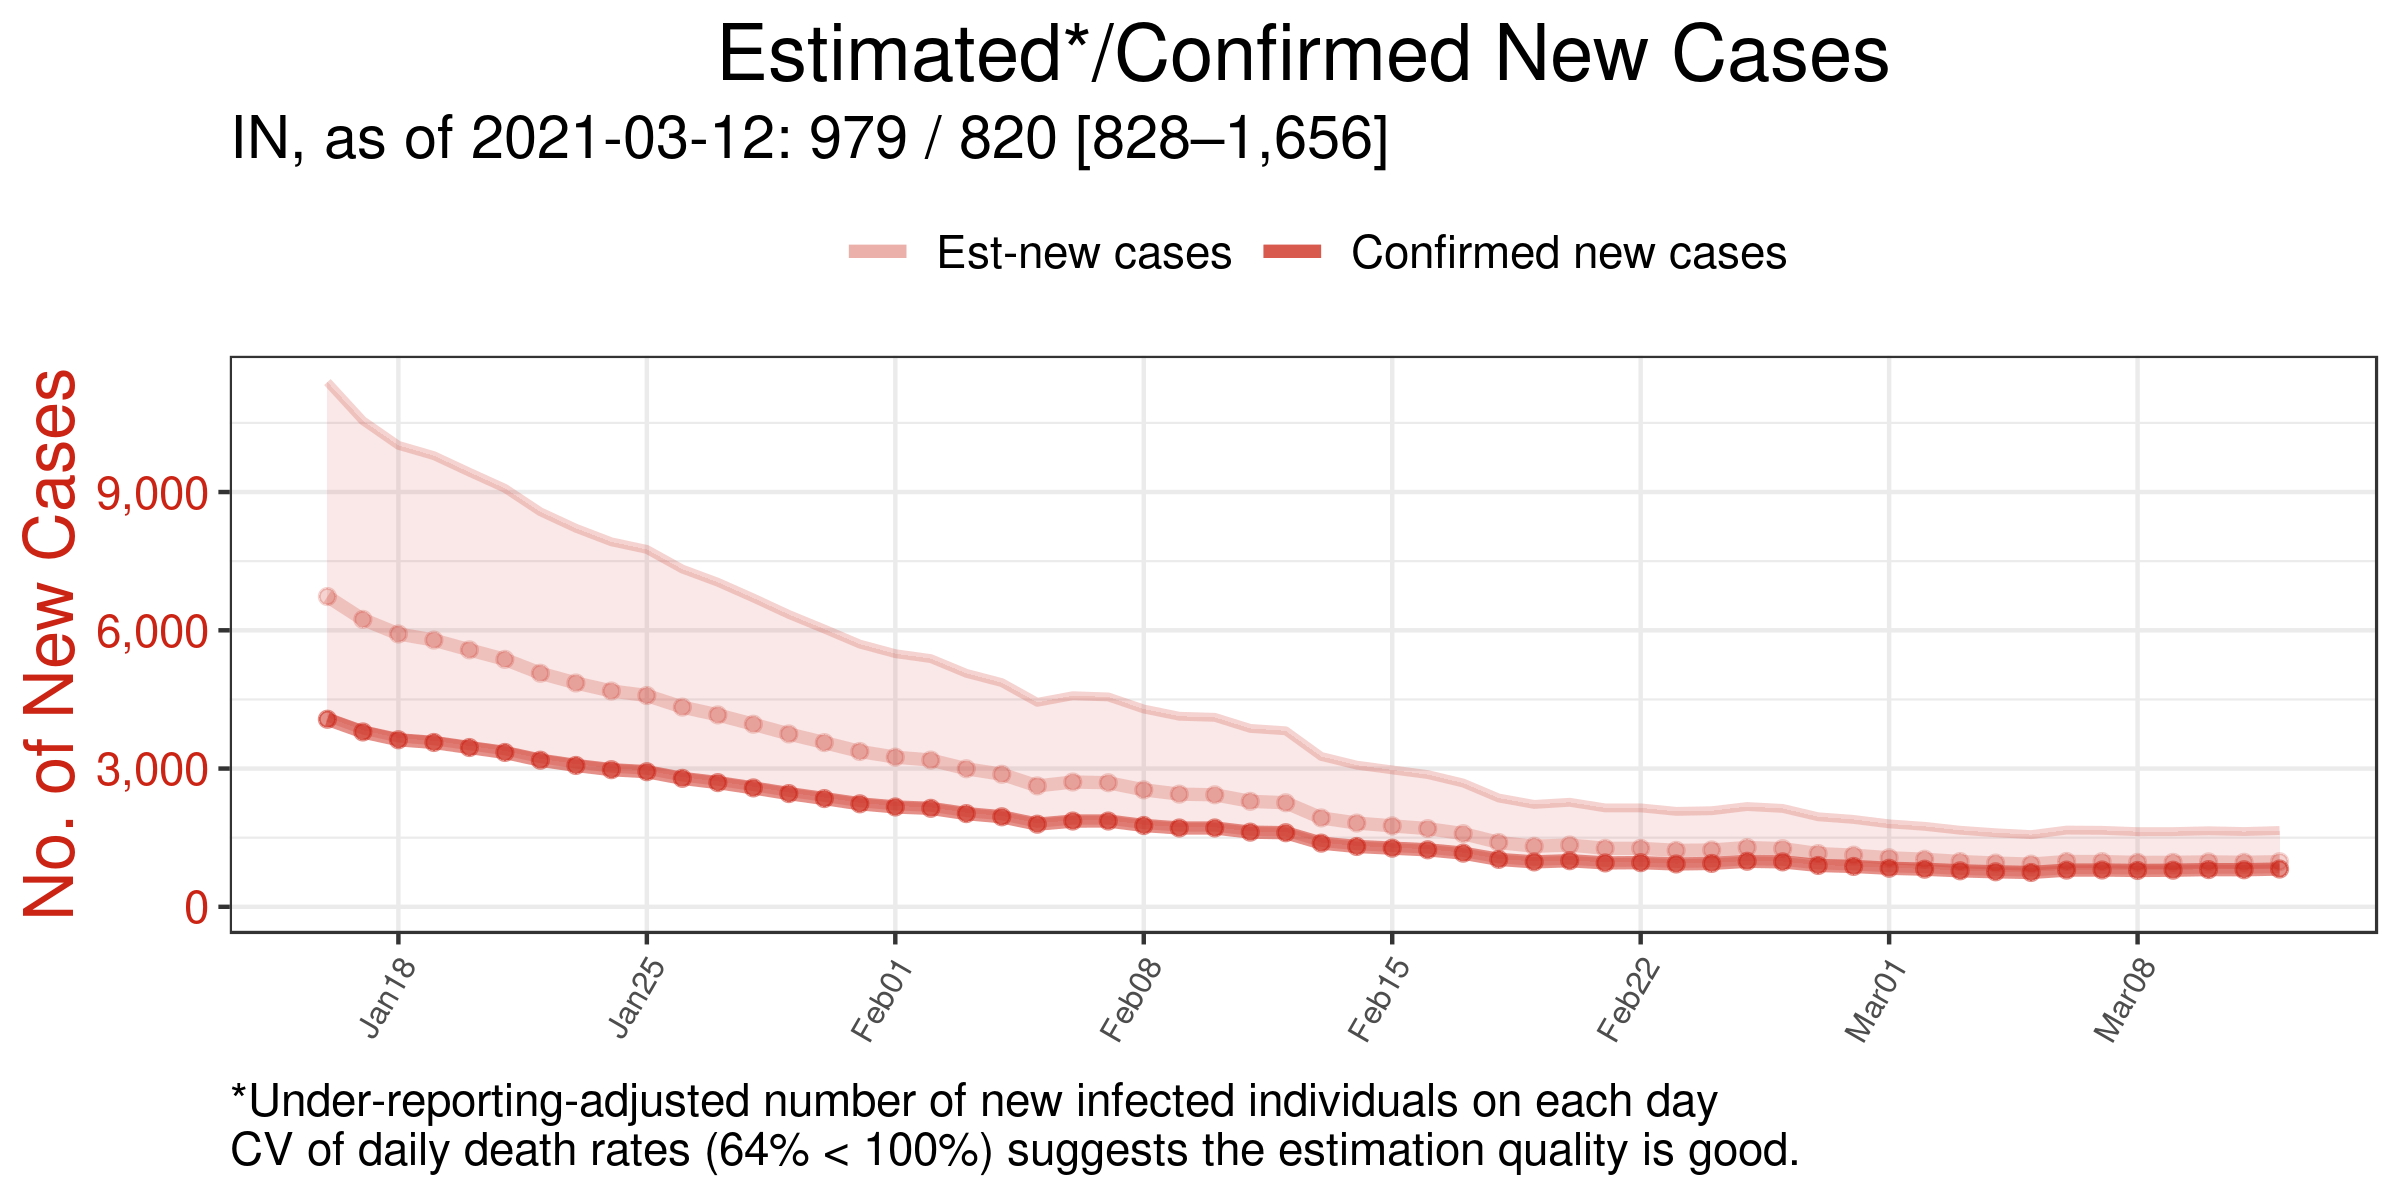 Estimated*/Confirmed New Cases
IN, as of 2021-03-12: 979 / 820 [828–1,656]
Est-new cases
Confirmed new cases
No. of New Cases
9,000
6,000
3,000
0
Jan18
Jan25
Feb01
Feb08
Feb15
Feb22
Mar01
Mar08
*Under-reporting-adjusted number of new infected individuals on each day
CV of daily death rates (64% < 100%) suggests the estimation quality is good.